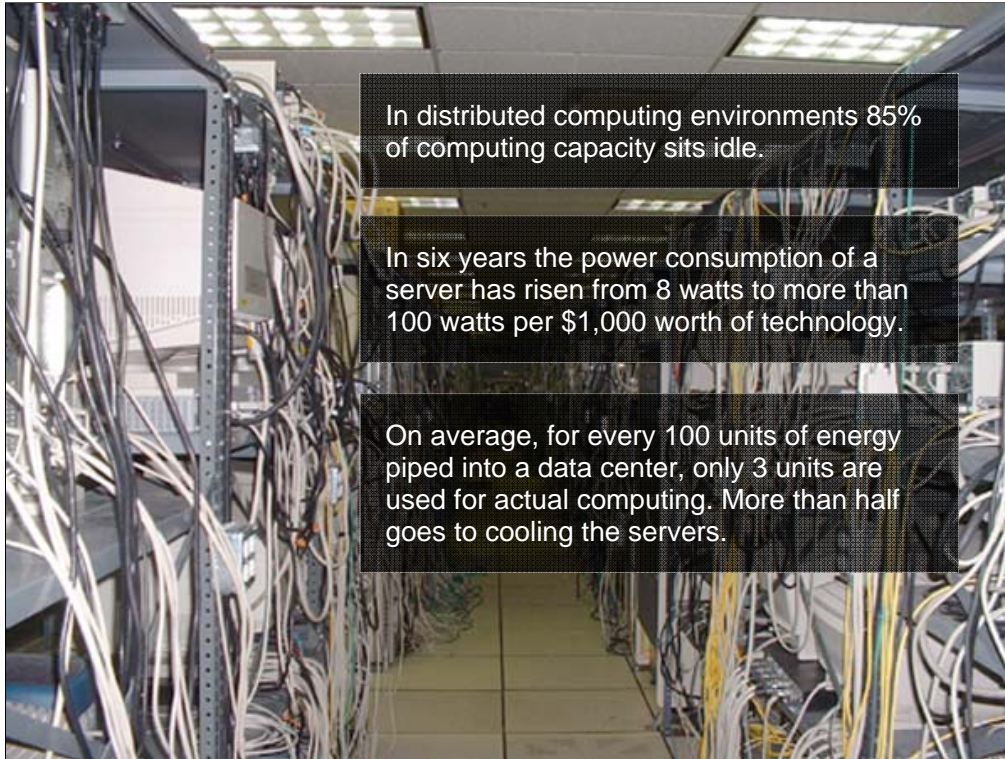 In distributed computing environments 85%
of computing capacity sits idle.
In six years the power consumption of a
server has risen from 8 watts to more than
100 watts per $1,000 worth of technology.
On average, for every 100 units of energy
piped into a data center, only 3 units are
used for actual computing. More than half
goes to cooling the servers.